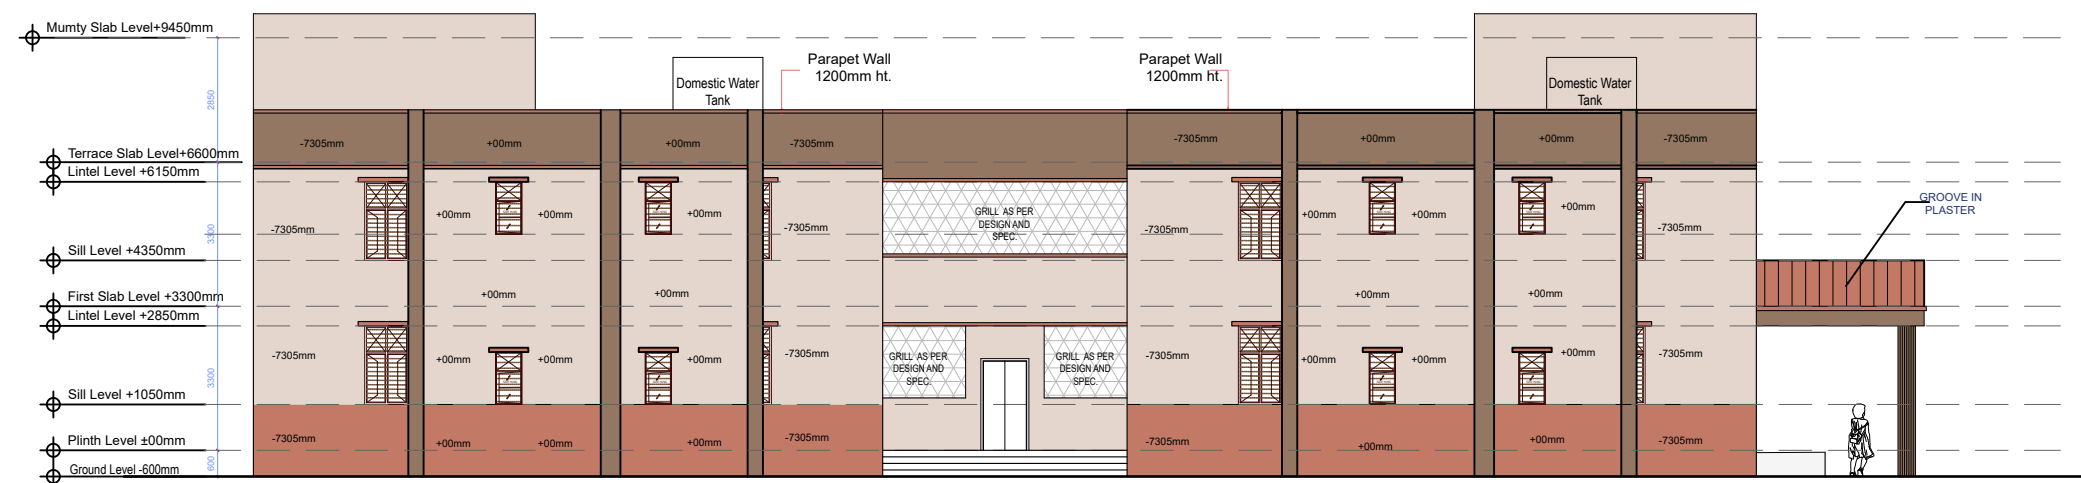 Mumty Slab Level+9450mm
Parapet Wall
1200mm ht.
Parapet Wall
1200mm ht.
Domestic Water
Tank
Domestic Water
Tank
2850
-7305mm
+00mm
+00mm
-7305mm
-7305mm
+00mm
+00mm
-7305mm
Terrace Slab Level+6600mm
Lintel Level +6150mm
GROOVE IN
PLASTER
+00mm
+00mm
+00mm
GRILL AS PER
DESIGN AND
SPEC.
+00mm
+00mm
+00mm
-7305mm
-7305mm
-7305mm
-7305mm
3300
Sill Level +4350mm
First Slab Level +3300mm
+00mm
+00mm
+00mm
+00mm
Lintel Level +2850mm
-7305mm
+00mm
+00mm
+00mm
-7305mm
GRILL AS PER
DESIGN AND
SPEC.
GRILL AS PER
DESIGN AND
SPEC.
-7305mm
+00mm
+00mm
+00mm
-7305mm
3300
Sill Level +1050mm
Plinth Level ±00mm
-7305mm
+00mm
+00mm
+00mm
-7305mm
-7305mm
+00mm
+00mm
-7305mm
600
Ground Level -600mm